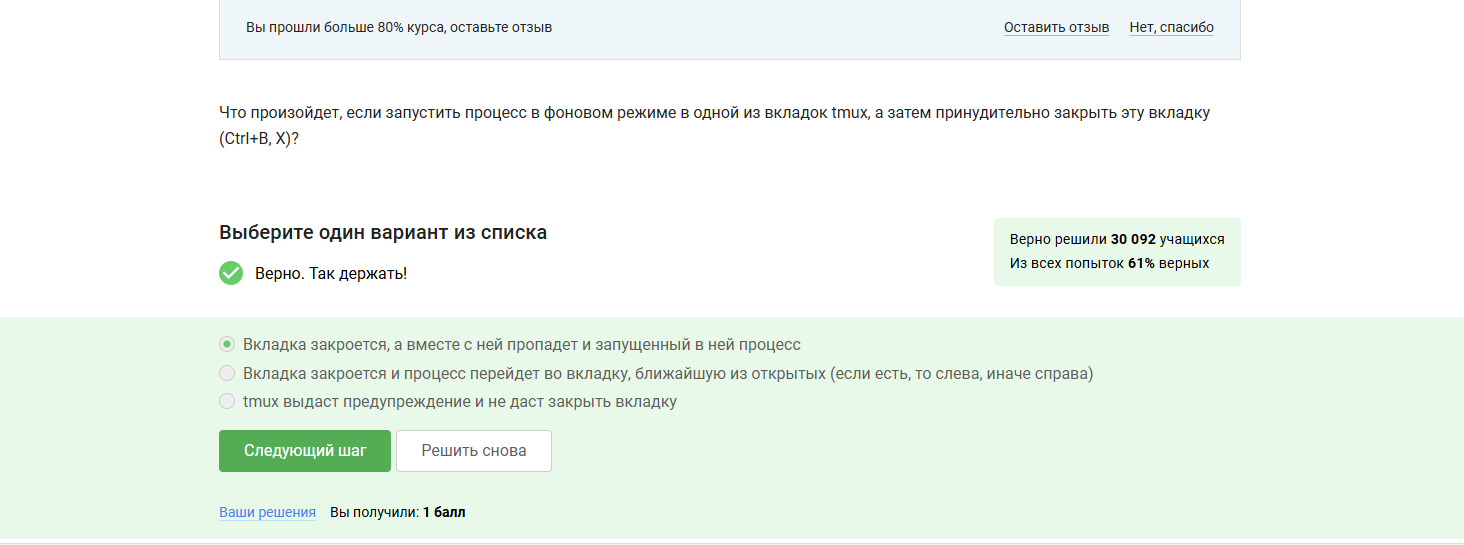 Вы прошли больше 80% курса, оставьте отзыв
Оставить отзыв
Нет, спасибо
Что произойдет, если запустить процесс в фоновом режиме в одной из вкладок tmux, а затем принудительно закрыть эту вкладку
(Ctrl+B, X)?
Выберите один вариант из списка
Верно. Так держать!
Верно решили 30 092 учащихся
Из всех попыток 61% верных
Вкладка закроется, а вместе с ней пропадет и запущенный в ней процесс
Вкладка закроется и процесс перейдет во вкладку, ближайшую из открытых (если есть, то слева, иначе справа)
tmux выдаст предупреждение и не даст закрыть вкладку
Следующий шаг
Решить снова
Ваши решения
Вы получили: 1 балл